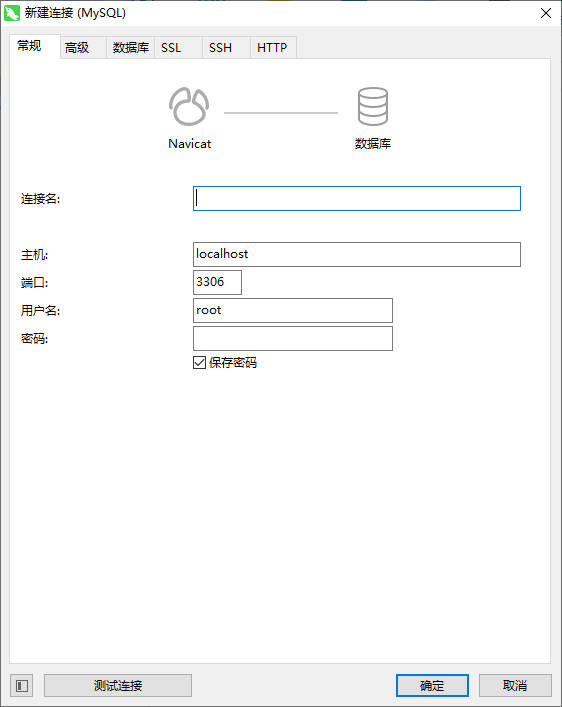 新建连接 (MySQL)
常规 高级 数据库 SSL SSH HTTP
Navicat 数据库
连接名:
主机: localhost
端口: 3306
用户名: root
密码:
保存密码
测试连接 确定 取消